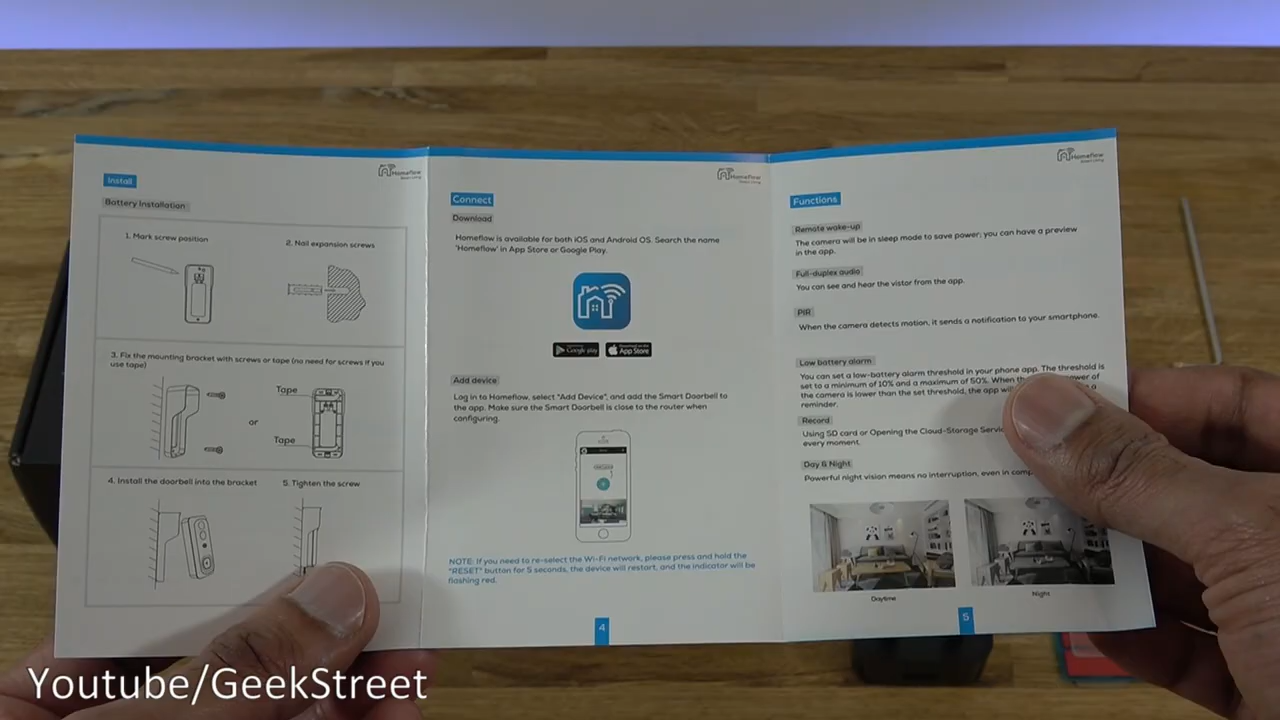 Homeflow
Install
Battery Installation
1. Mark screw position
2. Nail expansion screws
3. Fix the mounting bracket with screws or tape (no need for screws if you
use tape)
Tape
or
Tape
4. Install the doorbell into the bracket
5. Tighten the screw
Homeflow
Connect
Download
Homeflow is available for both iOS and Android OS. Search the name
'Homeflow' in App Store or Google Play.
Google play
App Store
Add device
Log in to Homeflow, select "Add Device", and add the Smart Doorbell to
the app. Make sure the Smart Doorbell is close to the router when
configuring.
NOTE: If you need to re-select the Wi-Fi network, please press and hold the
"RESET" button for 5 seconds, the device will restart, and the indicator will be
flashing red.
4
Homeflow
Functions
Remote wake-up
The camera will be in sleep mode to save power; you can have a preview
in the app.
Full-duplex audio
You can see and hear the vistor from the app.
PIR
When the camera detects motion, it sends a notification to your smartphone.
Low battery alarm
You can set a low-battery alarm threshold in your phone app. The threshold is
set to a minimum of 10% and a maximum of 50%. When of
the camera is lower than the set threshold, the app will a
reminder.
Record
Using SD card or Opening the Cloud-Storage
every moment.
Day & Night
Powerful night vision means no interruption, even in
Daytime
Night
5
Youtube/GeekStreet